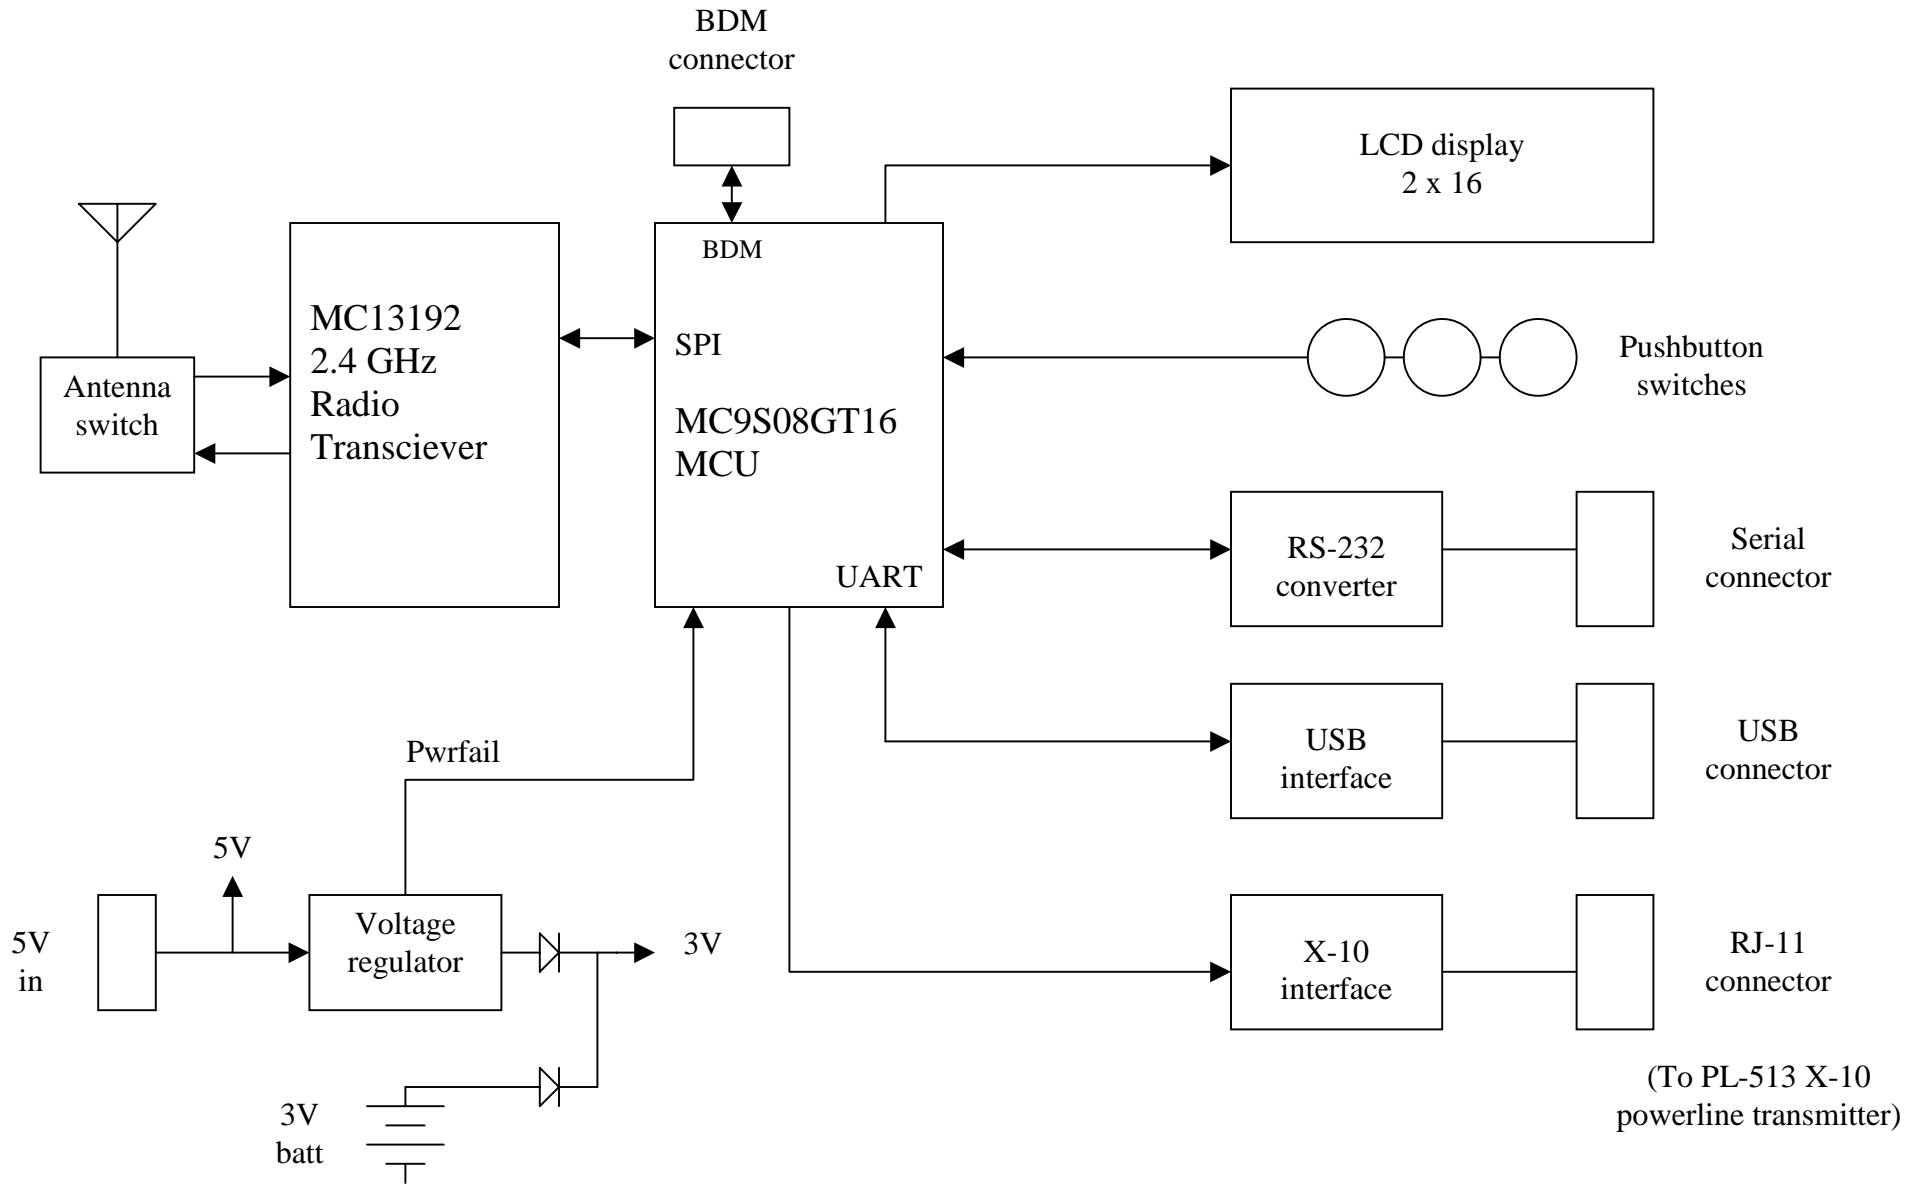 BDM
connector
LCD display
2 x 16
BDM
MC13192
2.4 GHz
Radio
Transciever
SPI
MC9S08GT16
MCU
UART
Antenna
switch
Pushbutton
switches
RS-232
converter
Serial
connector
USB
interface
USB
connector
Pwrfail
5V
5V
in
Voltage
regulator
3V
X-10
interface
RJ-11
connector
(To PL-513 X-10
powerline transmitter)
3V
batt